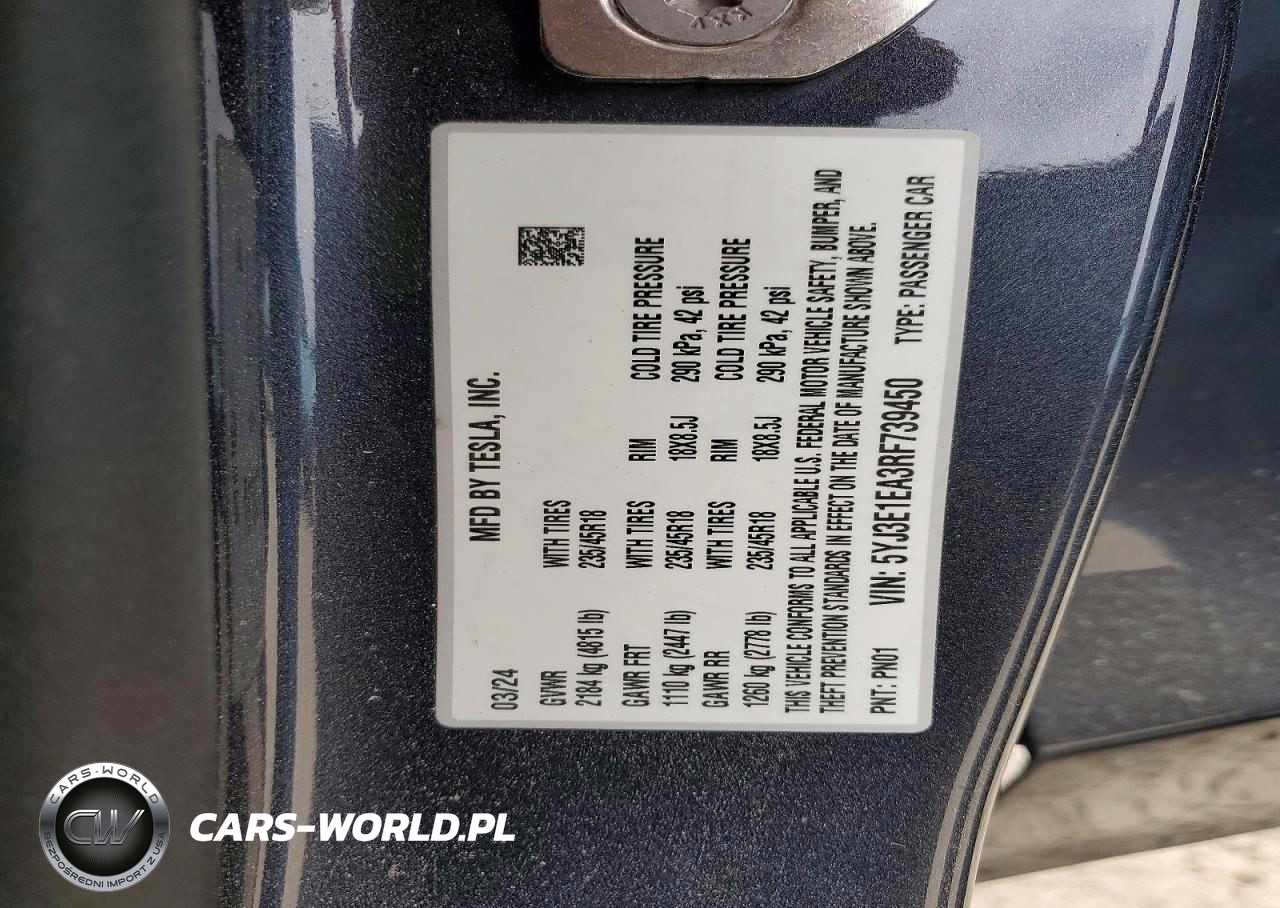 MFD BY TESLA, INC.
03/24
GVWR WITH TIRES
2184 kg (4815 lb) 235/45R18
GAWR FRT WITH TIRES RIM COLD TIRE PRESSURE
1110 kg (2447 lb) 235/45R18 18X8.5J 290 kPa, 42 psi
GAWR RR WITH TIRES RIM COLD TIRE PRESSURE
1260 kg (2778 lb) 235/45R18 18X8.5J 290 kPa, 42 psi
THIS VEHICLE CONFORMS TO ALL APPLICABLE U.S. FEDERAL MOTOR VEHICLE SAFETY, BUMPER, AND
THEFT PREVENTION STANDARDS IN EFFECT ON THE DATE OF MANUFACTURE SHOWN ABOVE.
PNT: PN01 VIN: 5YJ3E1EA3RF739450 TYPE: PASSENGER CAR
CARS-WORLD
CW
BEZPOŚREDNI IMPORT Z USA
CARS-WORLD.PL